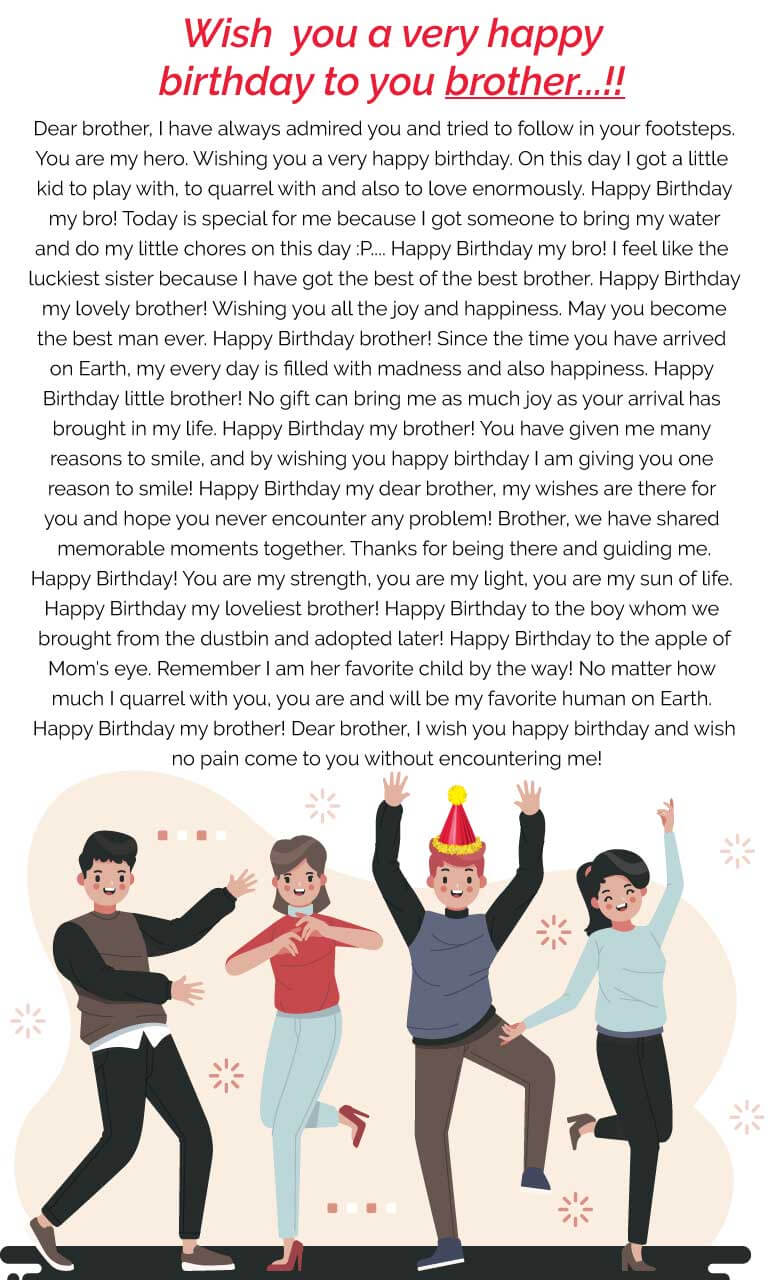 Wish you a very happy
birthday to you brother...!!
Dear brother, I have always admired you and tried to follow in your footsteps.
You are my hero. Wishing you a very happy birthday. On this day I got a little
kid to play with, to quarrel with and also to love enormously. Happy Birthday
my bro! Today is special for me because I got someone to bring my water
and do my little chores on this day :P.... Happy Birthday my bro! I feel like the
luckiest sister because I have got the best of the best brother. Happy Birthday
my lovely brother! Wishing you all the joy and happiness. May you become
the best man ever. Happy Birthday brother! Since the time you have arrived
on Earth, my every day is filled with madness and also happiness. Happy
Birthday little brother! No gift can bring me as much joy as your arrival has
brought in my life. Happy Birthday my brother! You have given me many
reasons to smile, and by wishing you happy birthday I am giving you one
reason to smile! Happy Birthday my dear brother, my wishes are there for
you and hope you never encounter any problem! Brother, we have shared
memorable moments together. Thanks for being there and guiding me.
Happy Birthday! You are my strength, you are my light, you are my sun of life.
Happy Birthday my loveliest brother! Happy Birthday to the boy whom we
brought from the dustbin and adopted later! Happy Birthday to the apple of
Mom's eye. Remember I am her favorite child by the way! No matter how
much I quarrel with you, you are and will be my favorite human on Earth.
Happy Birthday my brother! Dear brother, I wish you happy birthday and wish
no pain come to you without encountering me!